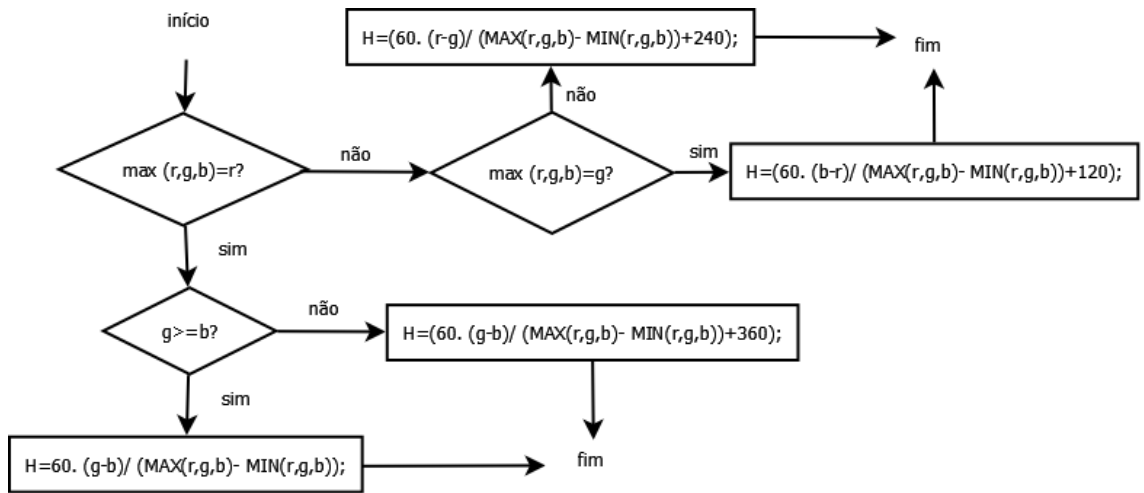 início
H=(60. (r-g)/ (MAX(r,g,b)- MIN(r,g,b))+240);
fim
não
max (r,g,b)=r?
não
max (r,g,b)=g?
sim
H=(60. (b-r)/ (MAX(r,g,b)- MIN(r,g,b))+120);
sim
g>=b?
não
H=(60. (g-b)/ (MAX(r,g,b)- MIN(r,g,b))+360);
sim
H=60. (g-b)/ (MAX(r,g,b)- MIN(r,g,b));
fim